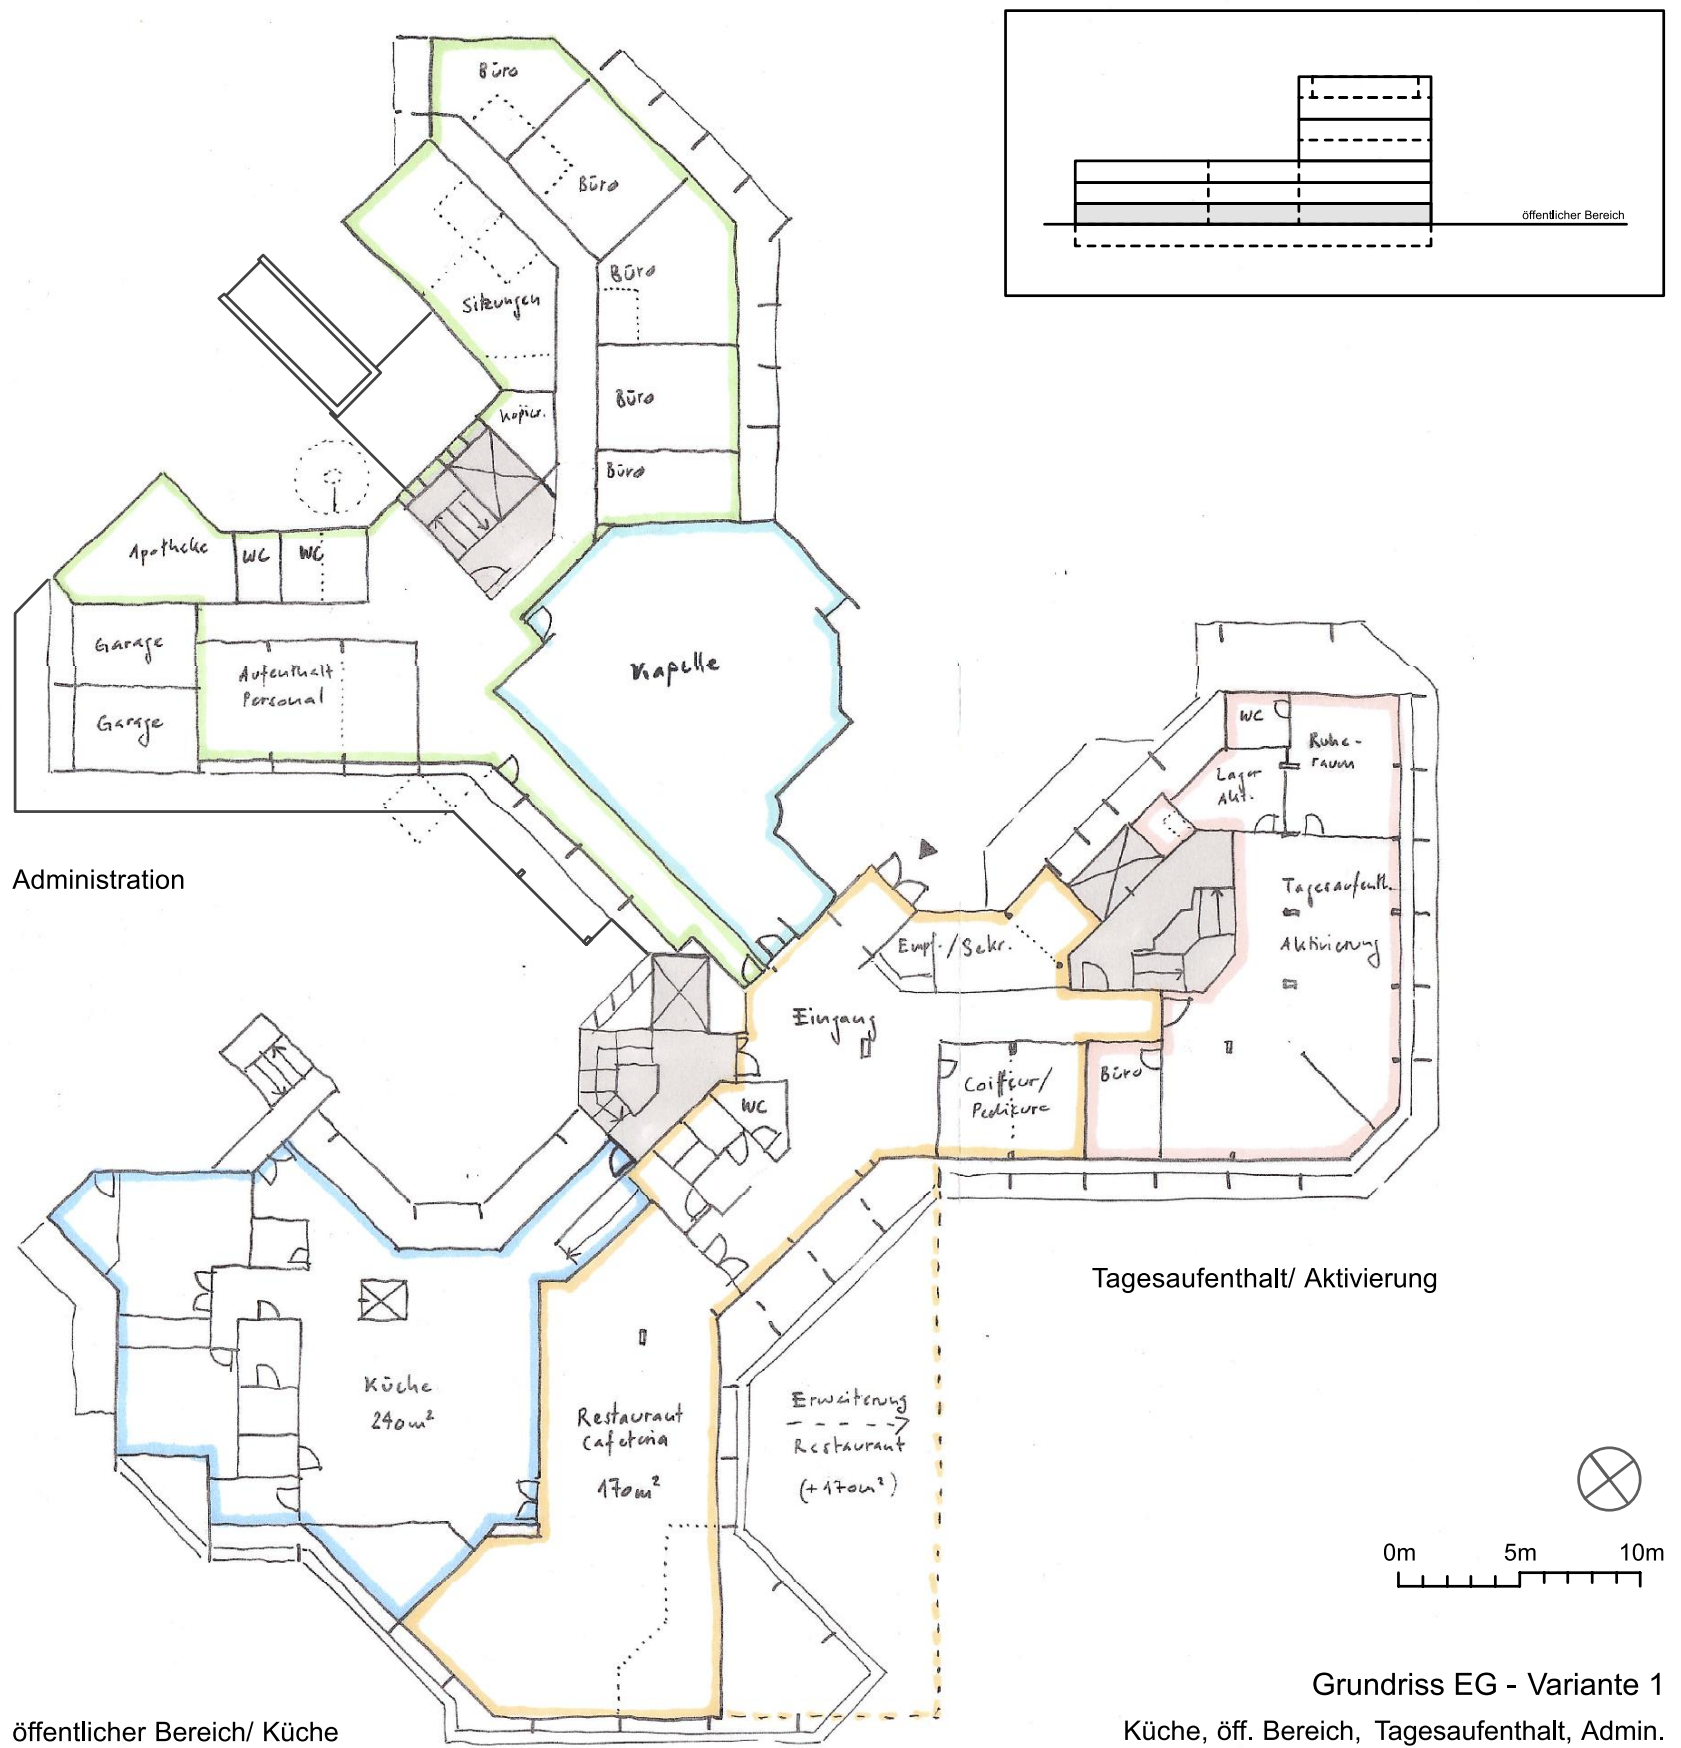 Büro
öffentlicher Bereich
Büro
Büro
Sitzungen
Büro
Kopier.
Büro
Apotheke
WC
WC
Garage
Aufenthalt
Personal
Garage
Kapelle
WC
Ruhe-
raum
Lager
Akt.
Administration
Tagesaufenth.
Aktivierung
Empf./Sekr.
Eingang
Büro
Coiffeur/
Pedicure
WC
Tagesaufenthalt/ Aktivierung
Küche
240m²
Restaurant
Cafeteria
170m²
Erweiterung
Restaurant
(+170m²)
0m
5m
10m
Grundriss EG - Variante 1
öffentlicher Bereich/ Küche
Küche, öff. Bereich, Tagesaufenthalt, Admin.